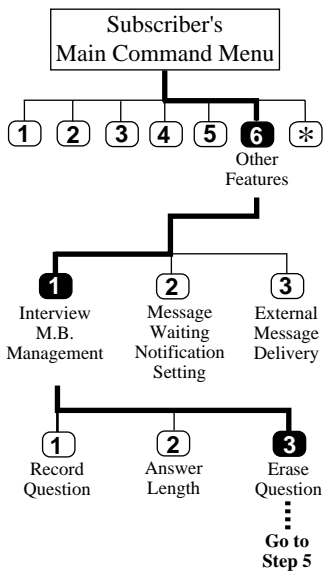 Subscriber's
Main Command Menu
1 2 3 4 5 6 *
Other
Features
1 2 3
Interview
M.B.
Management
Message
Waiting
Notification
Setting
External
Message
Delivery
1 2 3
Record
Question
Answer
Length
Erase
Question
Go to
Step 5